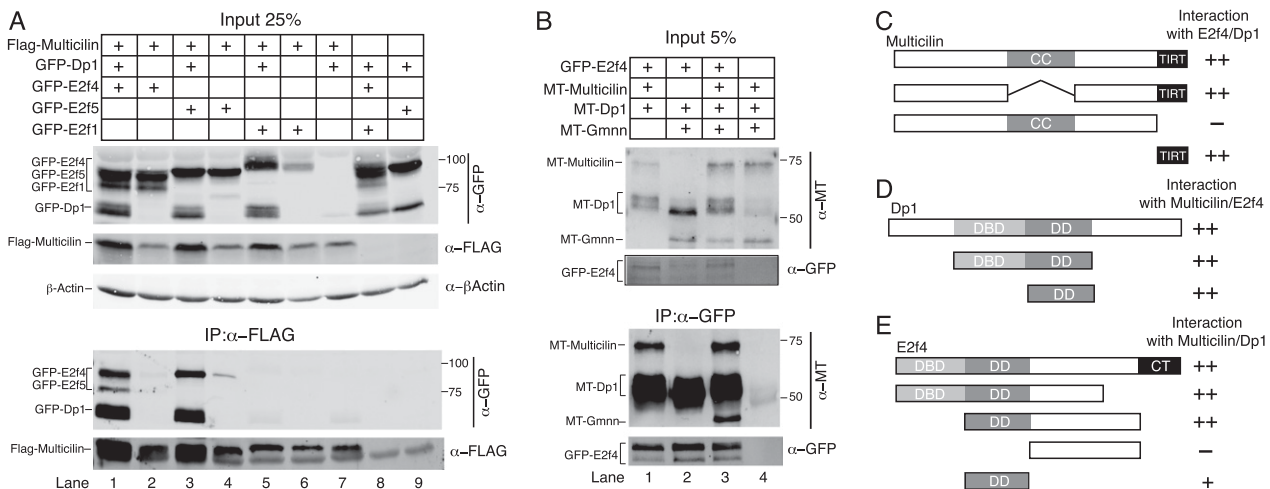 A
Input 25%
Flag-Multicilin + + + + + + +
GFP-Dp1 + + + + + +
GFP-E2f4 + + +
GFP-E2f5 + +
GFP-E2f1 + + +
GFP-E2f4
GFP-E2f5
GFP-E2f1
GFP-Dp1
100
75
α-GFP
Flag-Multicilin
α–FLAG
β-Actin
α–βActin
IP:α–FLAG
GFP-E2f4
GFP-E2f5
GFP-Dp1
100
75
α-GFP
Flag-Multicilin
α–FLAG
Lane 1 2 3 4 5 6 7 8 9
B
Input 5%
GFP-E2f4 + + +
MT-Multicilin + + +
MT-Dp1 + + + +
MT-Gmnn + + +
MT-Multicilin
MT-Dp1
MT-Gmnn
75
50
α–MT
GFP-E2f4
α–GFP
IP:α–GFP
MT-Multicilin
MT-Dp1
MT-Gmnn
75
50
α–MT
GFP-E2f4
α–GFP
Lane 1 2 3 4
C
Interaction
with E2f4/Dp1
Multicilin
CC TIRT ++
TIRT ++
CC –
TIRT ++
D
Interaction
with Multicilin/E2f4
Dp1
DBD DD ++
DBD DD ++
DD ++
E
Interaction
with Multicilin/Dp1
E2f4
DBD DD CT ++
DBD DD ++
DD ++
–
DD +